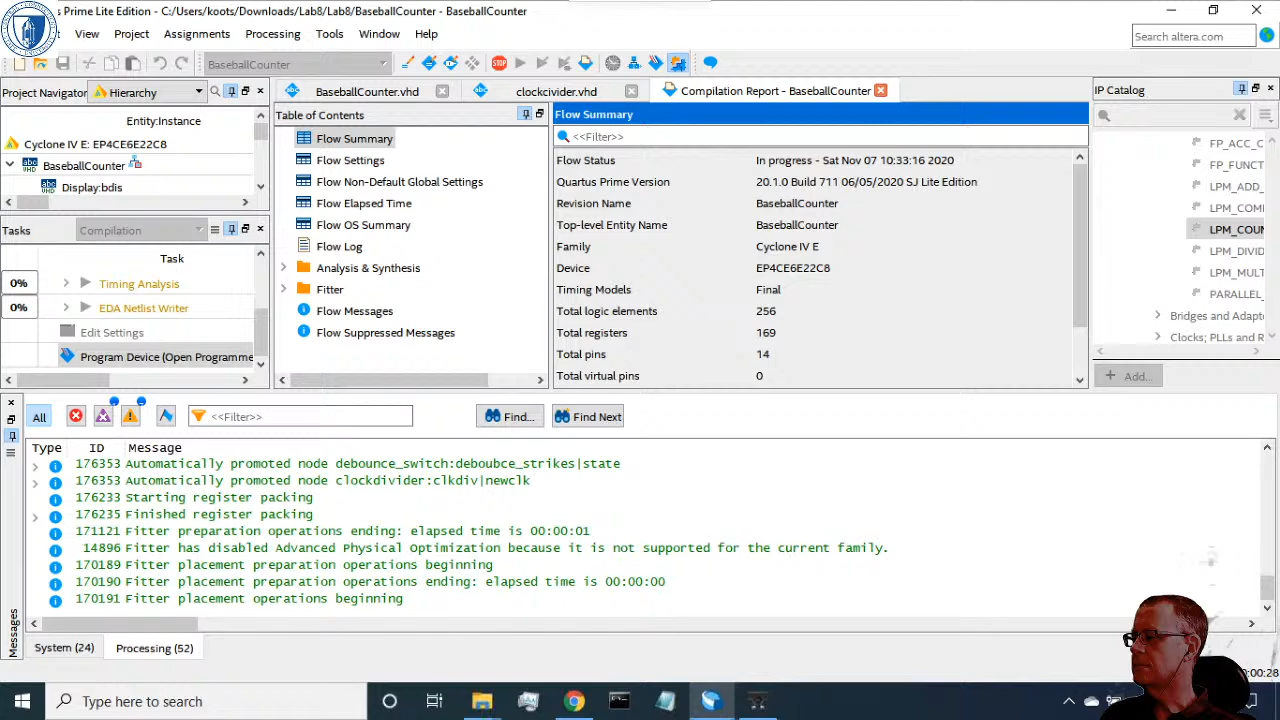 s Prime Lite Edition - C:/Users/koots/Downloads/Lab8/Lab8/BaseballCounter - BaseballCounter
View Project Assignments Processing Tools Window Help
Search altera.com
BaseballCounter
STOP
Project Navigator Hierarchy
Entity:Instance
Cyclone IV E: EP4CE6E22C8
BaseballCounter
Display:bdis
Tasks Compilation
Task
0% Timing Analysis
0% EDA Netlist Writer
Edit Settings
Program Device (Open Programme
BaseballCounter.vhd
clockcivider.vhd
Compilation Report - BaseballCounter
Table of Contents
Flow Summary
Flow Settings
Flow Non-Default Global Settings
Flow Elapsed Time
Flow OS Summary
Flow Log
Analysis & Synthesis
Fitter
Flow Messages
Flow Suppressed Messages
Flow Summary
<<Filter>>
Flow Status In progress - Sat Nov 07 10:33:16 2020
Quartus Prime Version 20.1.0 Build 711 06/05/2020 SJ Lite Edition
Revision Name BaseballCounter
Top-level Entity Name BaseballCounter
Family Cyclone IV E
Device EP4CE6E22C8
Timing Models Final
Total logic elements 256
Total registers 169
Total pins 14
Total virtual pins 0
IP Catalog
FP_ACC_C
FP_FUNCT
LPM_ADD_
LPM_COM
LPM_COUN
LPM_DIVID
LPM_MULT
PARALLEL_
Bridges and Adapt
Clocks; PLLs and R
Add...
All <<Filter>> Find... Find Next
Type ID Message
176353 Automatically promoted node debounce_switch:deboubce_strikes|state
176353 Automatically promoted node clockdivider:clkdiv|newclk
176233 Starting register packing
176235 Finished register packing
171121 Fitter preparation operations ending: elapsed time is 00:00:01
14896 Fitter has disabled Advanced Physical Optimization because it is not supported for the current family.
170189 Fitter placement preparation operations beginning
170190 Fitter placement preparation operations ending: elapsed time is 00:00:00
170191 Fitter placement operations beginning
Messages
System (24) Processing (52)
00:00:28
Type here to search